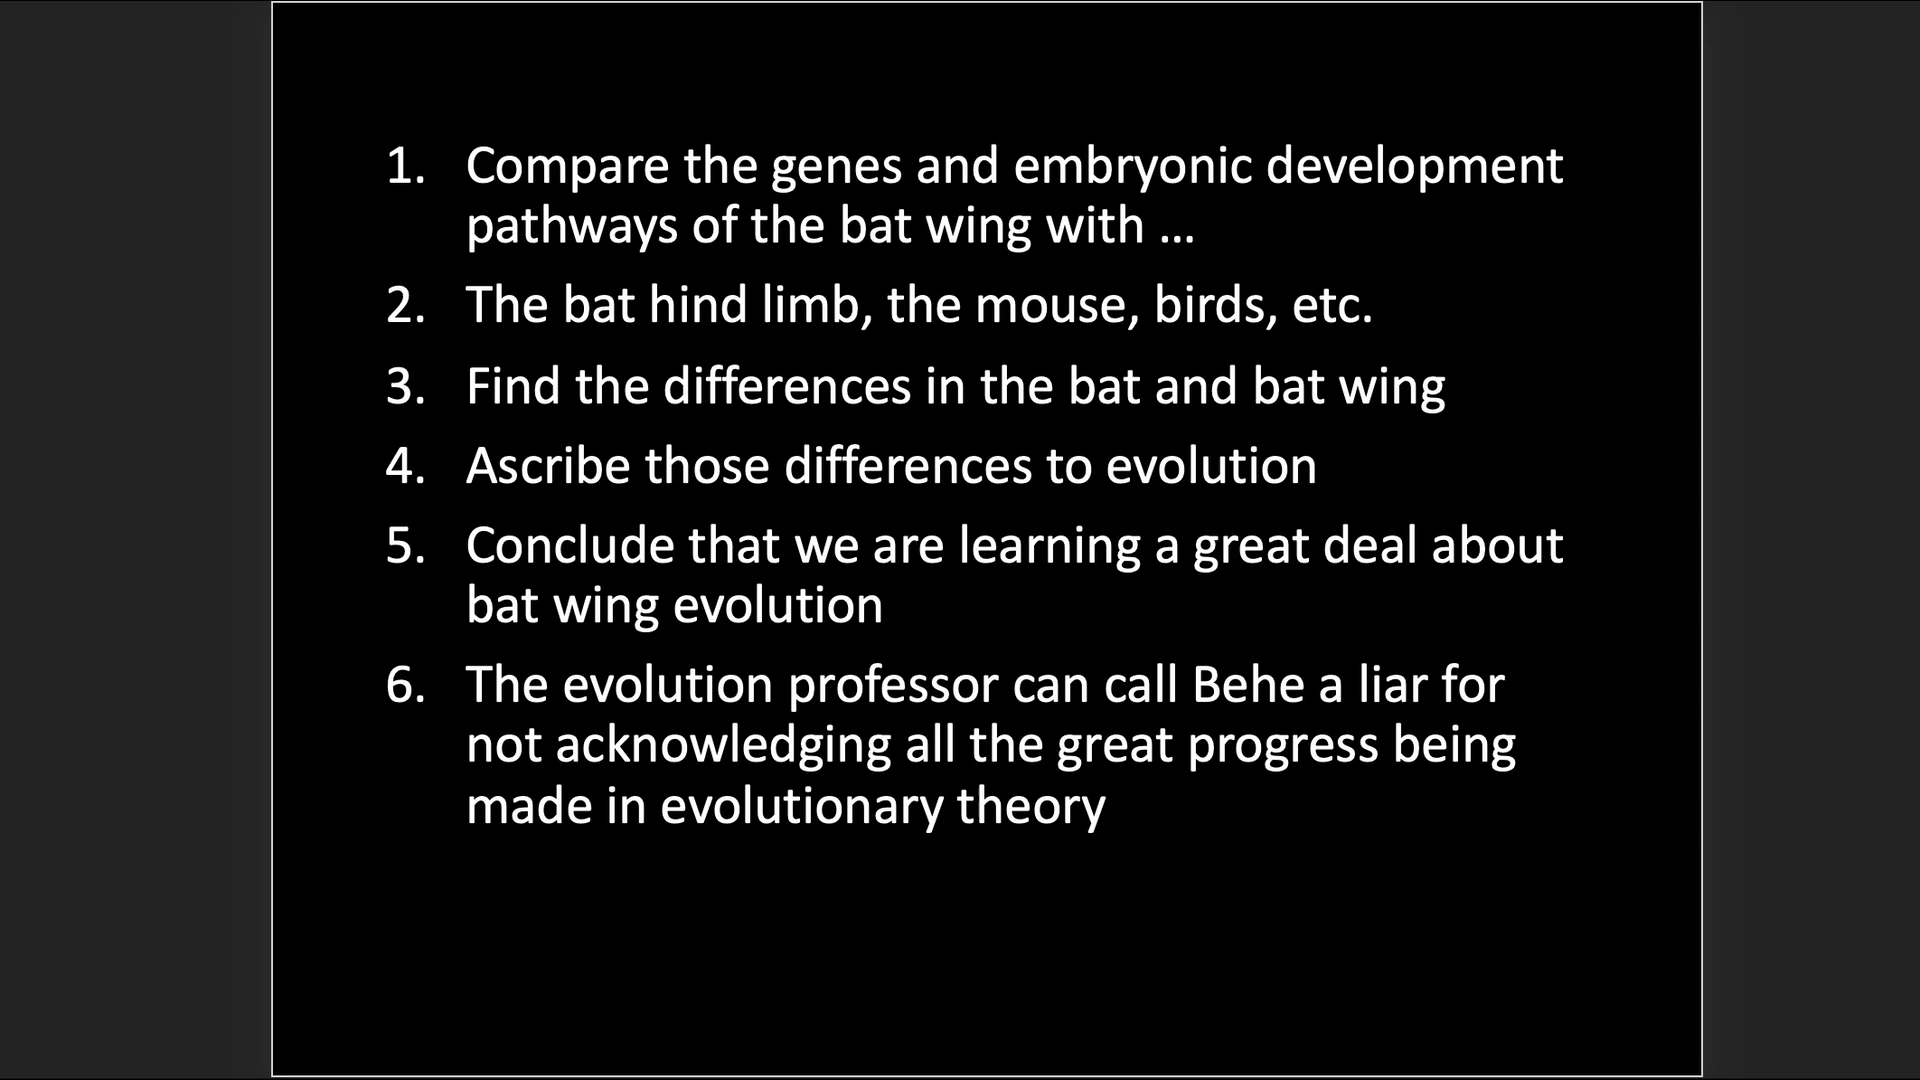 1. Compare the genes and embryonic development
pathways of the bat wing with ...
2. The bat hind limb, the mouse, birds, etc.
3. Find the differences in the bat and bat wing
4. Ascribe those differences to evolution
5. Conclude that we are learning a great deal about
bat wing evolution
6. The evolution professor can call Behe a liar for
not acknowledging all the great progress being
made in evolutionary theory